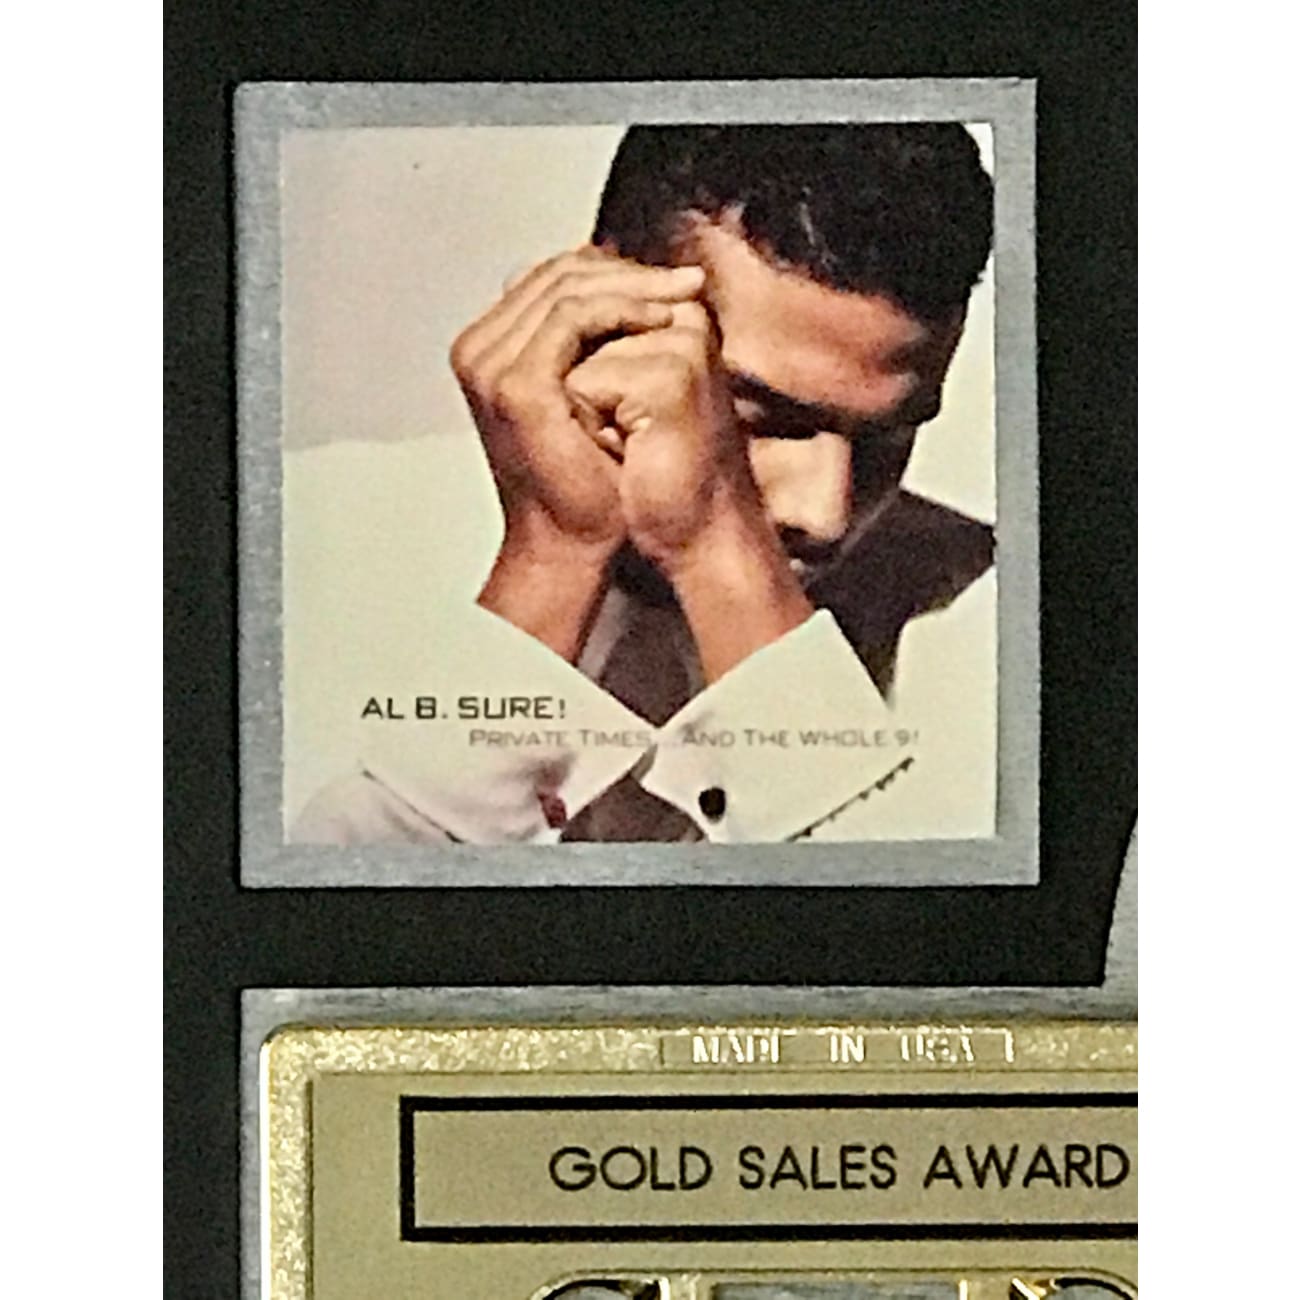 AL B. SURE!
PRIVATE TIMES...AND THE WHOLE 9!
MADE IN USA
GOLD SALES AWARD